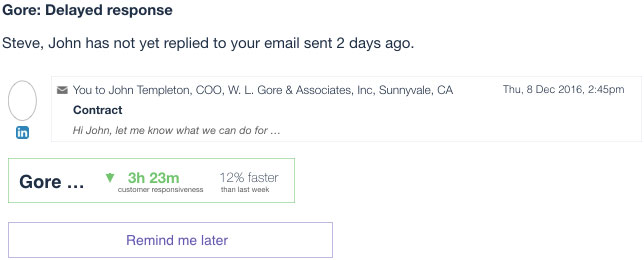 Gore: Delayed response
Steve, John has not yet replied to your email sent 2 days ago.
You to John Templeton, COO, W. L. Gore & Associates, Inc, Sunnyvale, CA Thu, 8 Dec 2016, 2:45pm
Contract
Hi John, let me know what we can do for ...
in
Gore ... 3h 23m 12% faster
customer responsiveness than last week
Remind me later